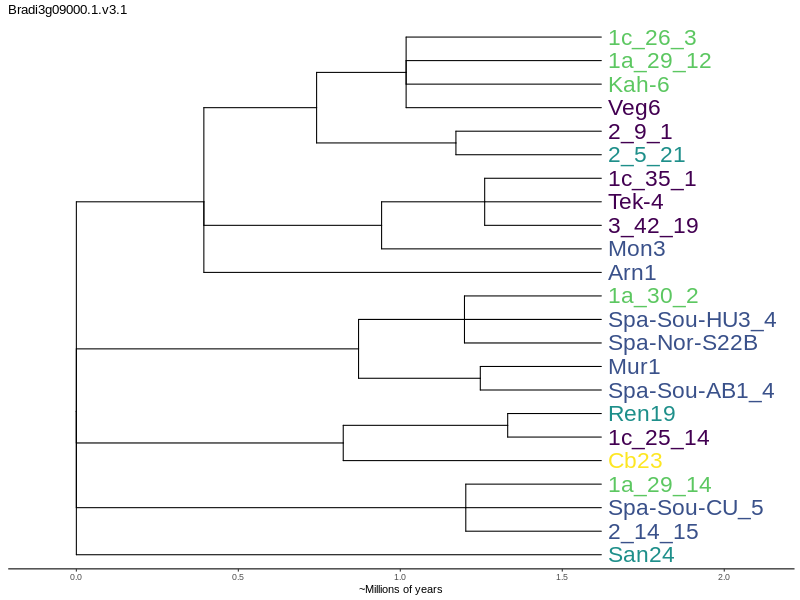 Bradi3g09000.1.v3.1
1c_26_3
1a_29_12
Kah-6
Veg6
2_9_1
2_5_21
1c_35_1
Tek-4
3_42_19
Mon3
Arn1
1a_30_2
Spa-Sou-HU3_4
Spa-Nor-S22B
Mur1
Spa-Sou-AB1_4
Ren19
1c_25_14
Cb23
1a_29_14
Spa-Sou-CU_5
2_14_15
San24
0.0 0.5 1.0 1.5 2.0
~Millions of years